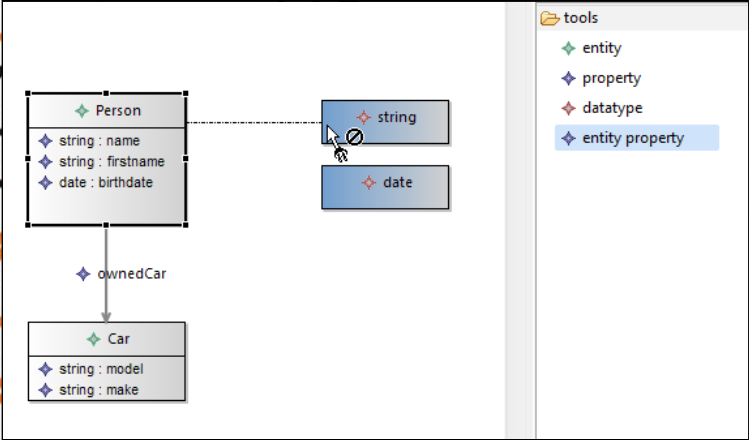 Person
string : name
string : firstname
date : birthdate
string
date
ownedCar
Car
string : model
string : make
tools
entity
property
datatype
entity property